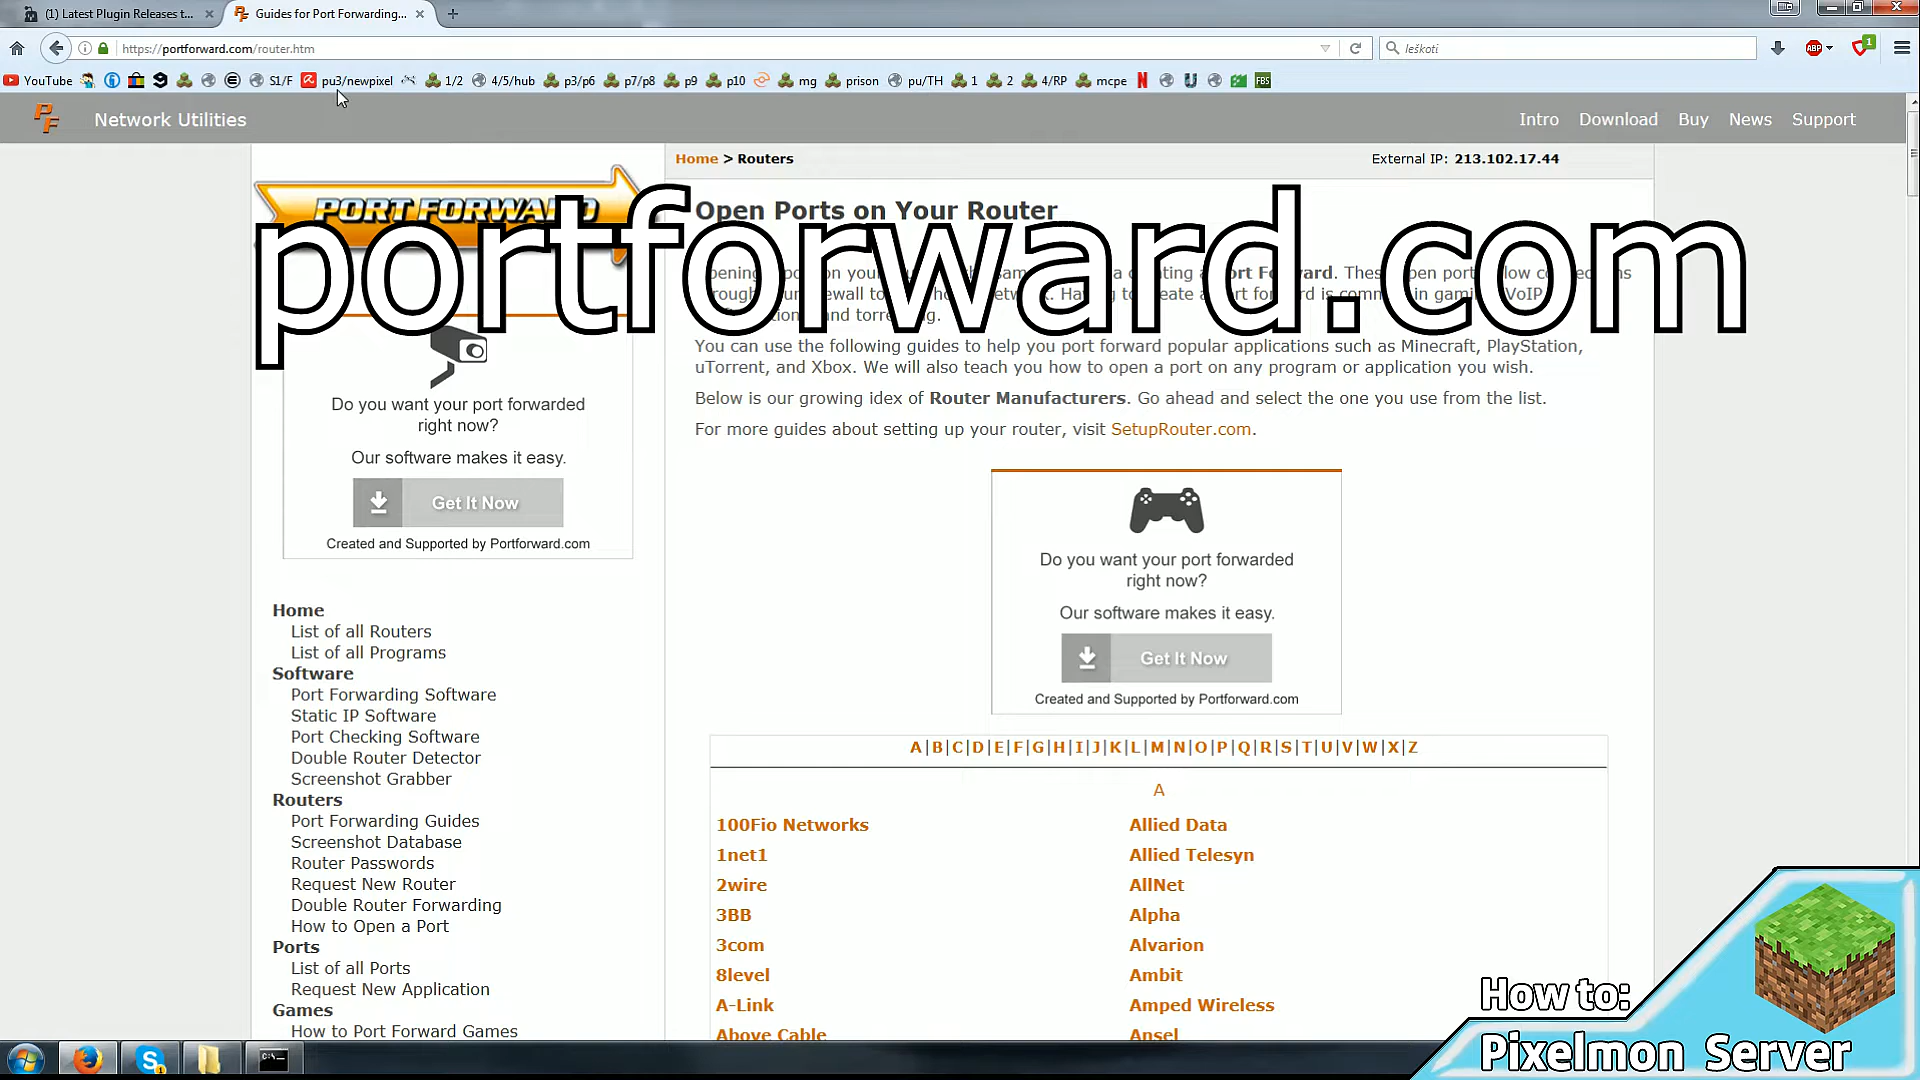 (1) Latest Plugin Releases t...
Guides for Port Forwarding...
https://portforward.com/router.htm
Ieškoti
ABP
1
YouTube
S1/F
pu3/newpixel
1/2
4/5/hub
p3/p6
p7/p8
p9
p10
mg
prison
pu/TH
1
2
4/RP
mcpe
N
U
FBS
PF
Network Utilities
Intro
Download
Buy
News
Support
Home > Routers
External IP: 213.102.17.44
PORT FORWARD
Open Ports on Your Router
portforward.com
You can use the following guides to help you port forward popular applications such as Minecraft, PlayStation,
uTorrent, and Xbox. We will also teach you how to open a port on any program or application you wish.
Below is our growing idex of Router Manufacturers. Go ahead and select the one you use from the list.
For more guides about setting up your router, visit SetupRouter.com.
Do you want your port forwarded
right now?
Our software makes it easy.
Get It Now
Created and Supported by Portforward.com
Do you want your port forwarded
right now?
Our software makes it easy.
Get It Now
Created and Supported by Portforward.com
Home
List of all Routers
List of all Programs
Software
Port Forwarding Software
Static IP Software
Port Checking Software
Double Router Detector
Screenshot Grabber
Routers
Port Forwarding Guides
Screenshot Database
Router Passwords
Request New Router
Double Router Forwarding
How to Open a Port
Ports
List of all Ports
Request New Application
Games
How to Port Forward Games
A|B|C|D|E|F|G|H|I|J|K|L|M|N|O|P|Q|R|S|T|U|V|W|X|Z
A
100Fio Networks
Allied Data
1net1
Allied Telesyn
2wire
AllNet
3BB
Alpha
3com
Alvarion
8level
Ambit
A-Link
Amped Wireless
Above Cable
Ansel
How to:
Pixelmon Server